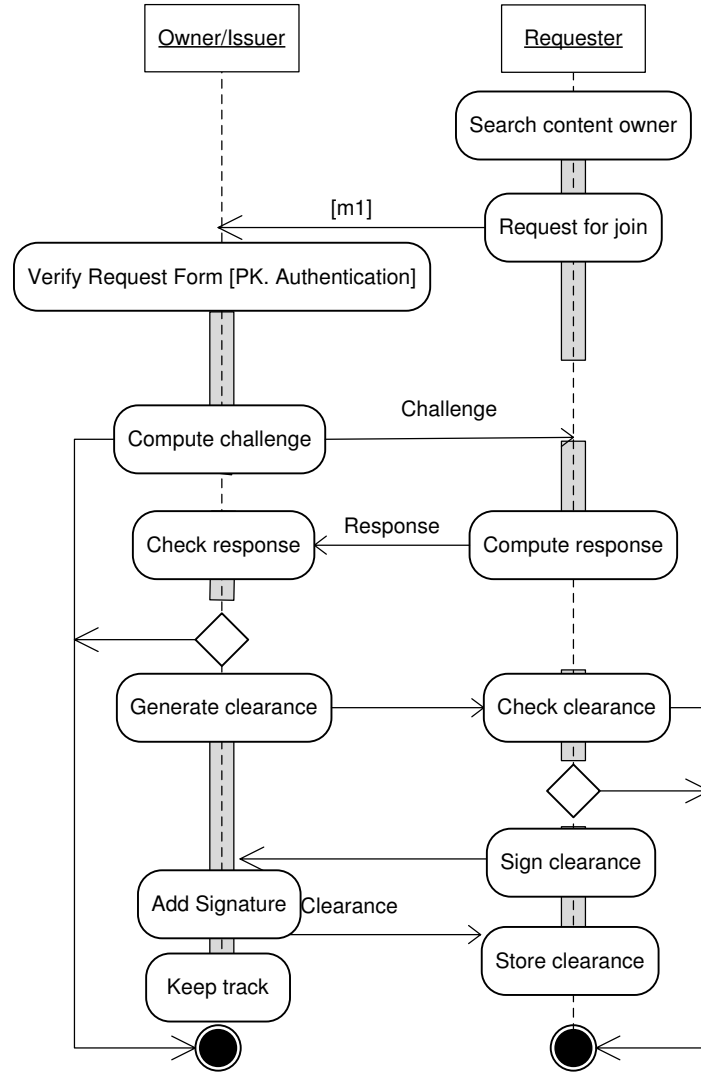 Owner/Issuer
Requester
Search content owner
[m1]
Request for join
Verify Request Form [PK. Authentication]
Challenge
Compute challenge
Response
Check response
Compute response
Generate clearance
Check clearance
Sign clearance
Add Signature
Clearance
Store clearance
Keep track